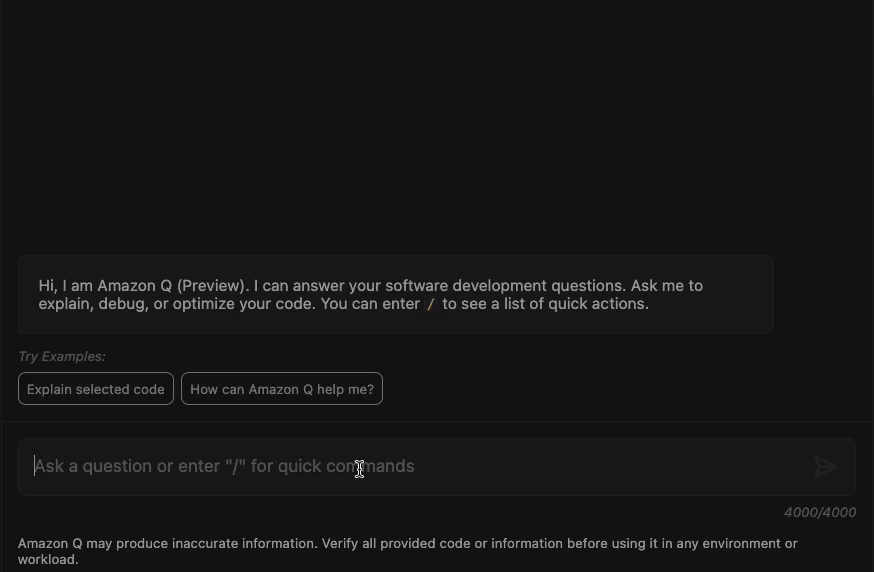 Hi, I am Amazon Q (Preview). I can answer your software development questions. Ask me to
explain, debug, or optimize your code. You can enter / to see a list of quick actions.
Try Examples:
Explain selected code
How can Amazon Q help me?
Ask a question or enter "/" for quick commands
4000/4000
Amazon Q may produce inaccurate information. Verify all provided code or information before using it in any environment or
workload.